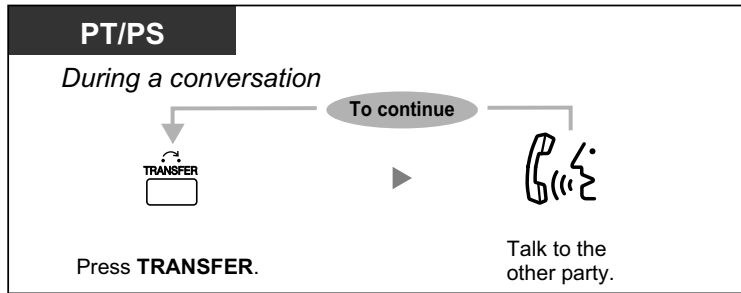 PT/PS
During a conversation
To continue
TRANSFER
Press TRANSFER.
Talk to the
other party.